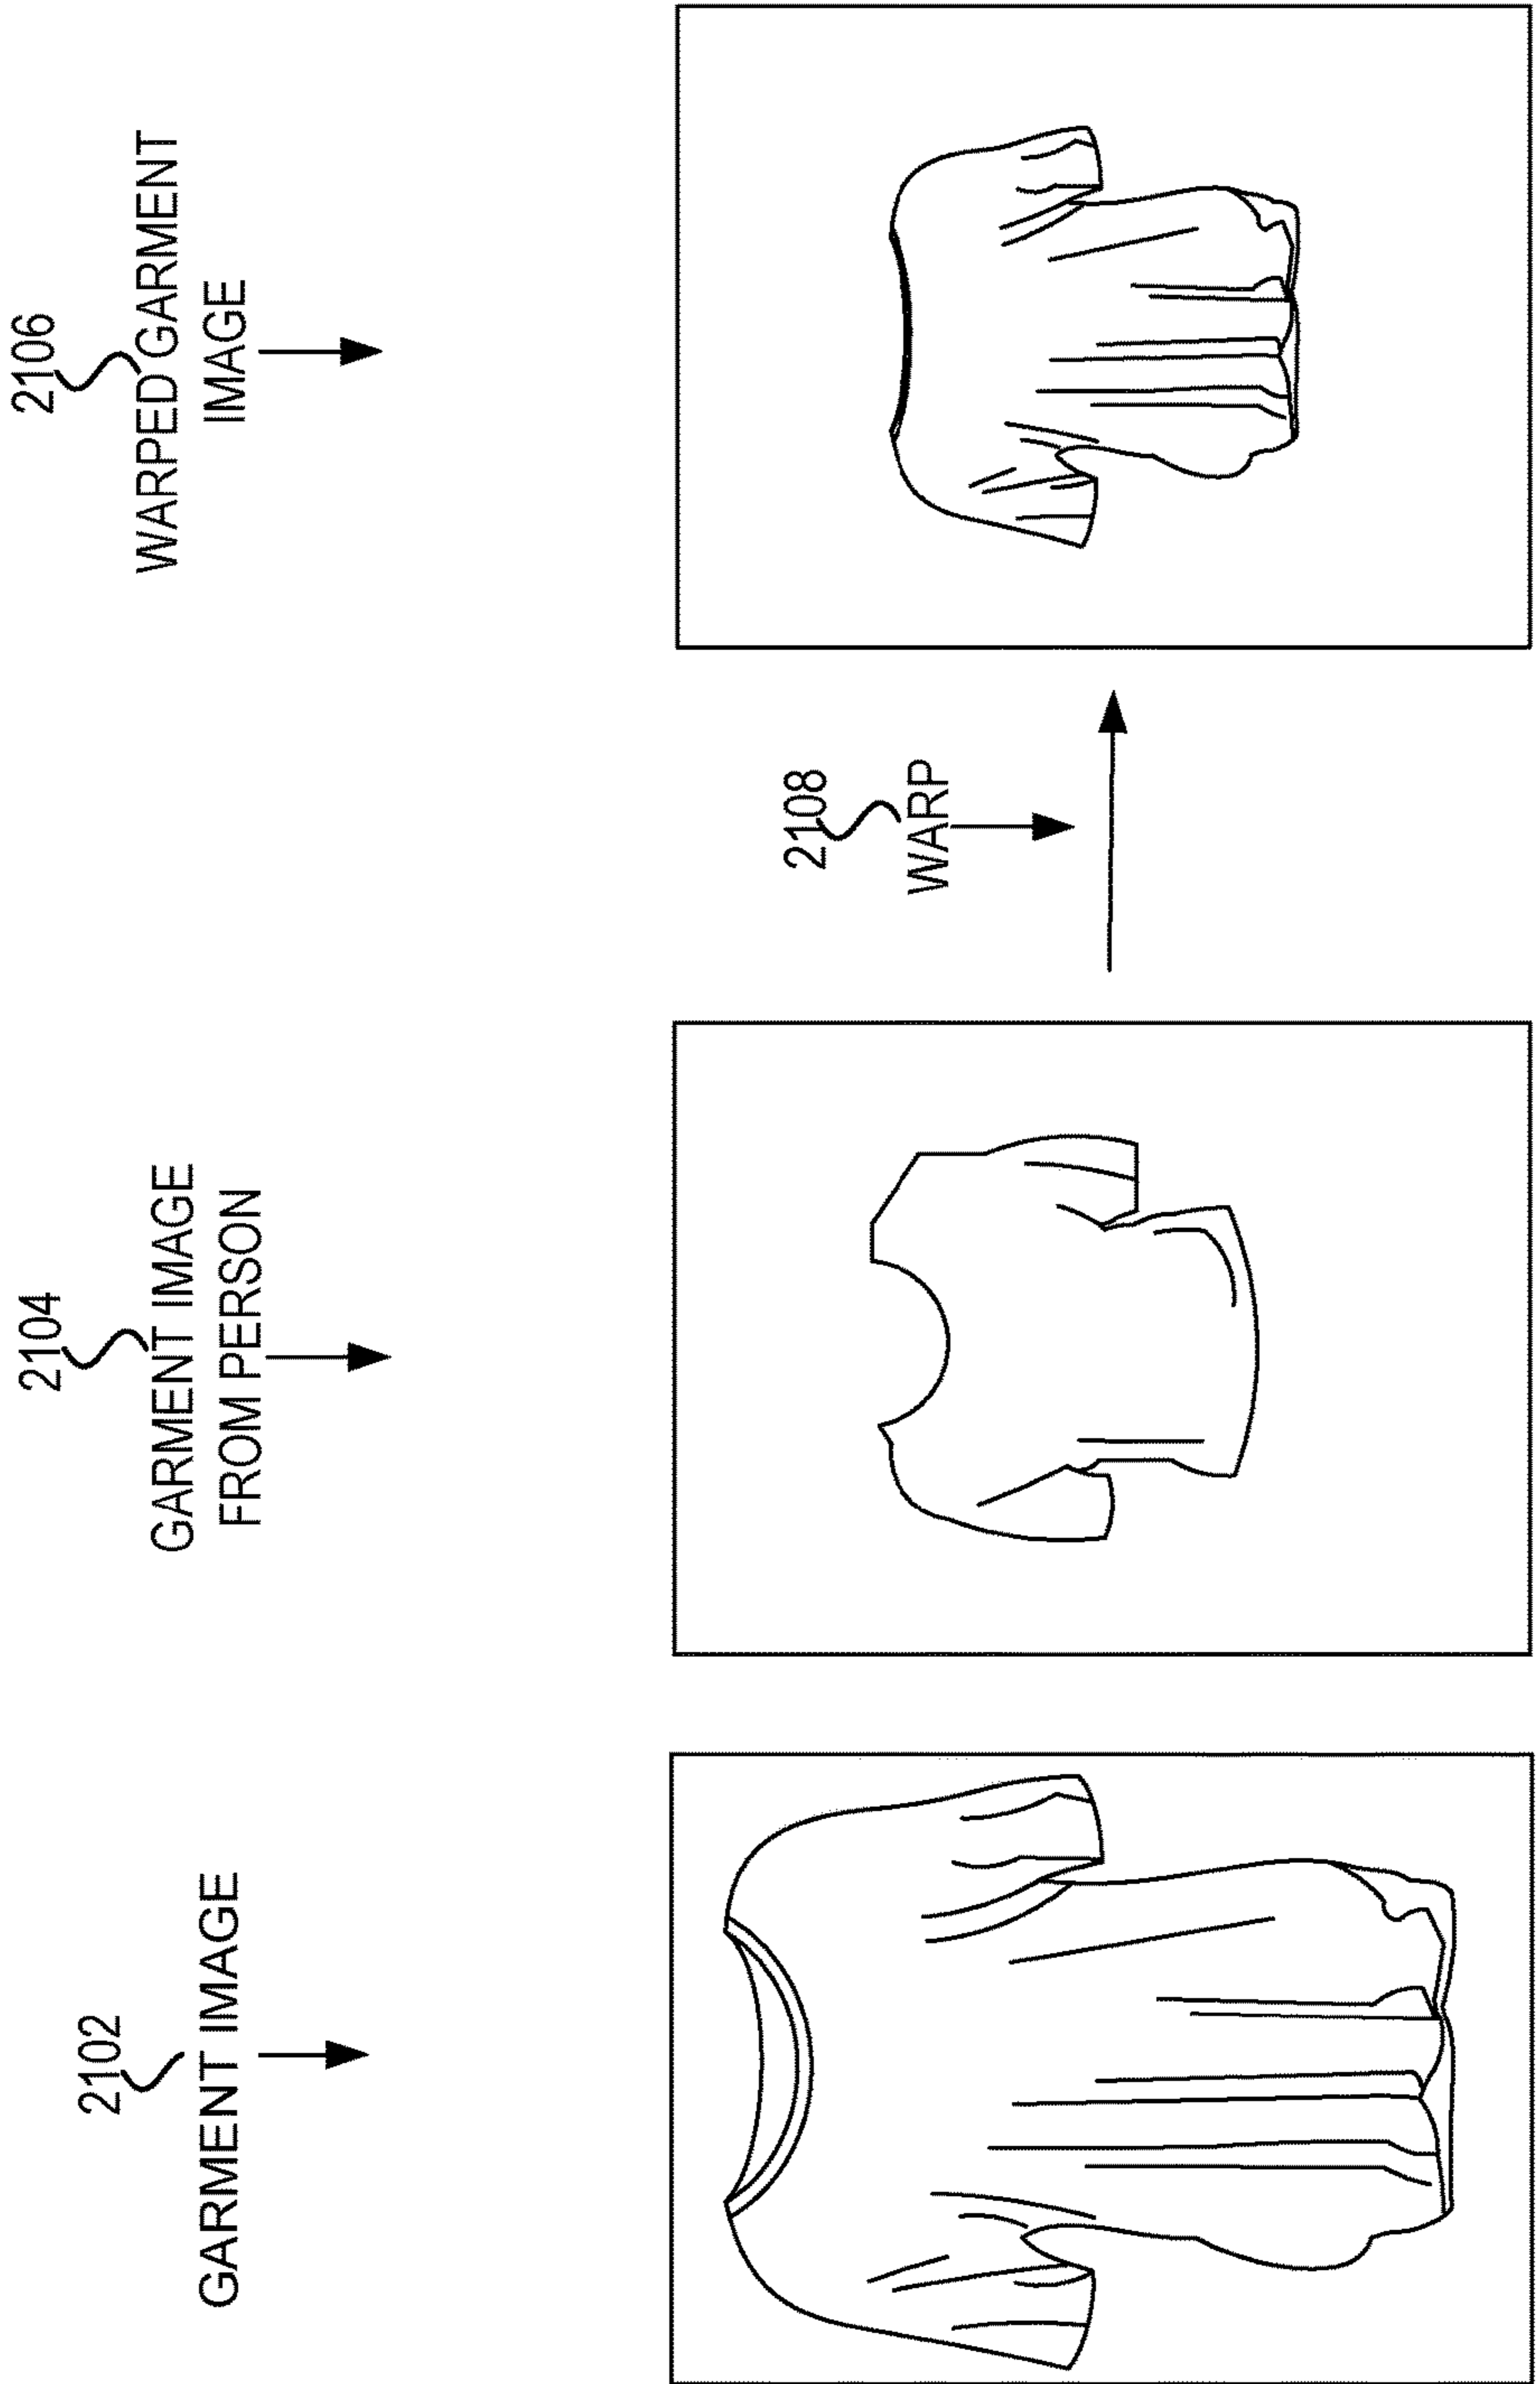 2102
GARMENT IMAGE
2104
GARMENT IMAGE
FROM PERSON
2108
WARP
2106
WARPED GARMENT
IMAGE